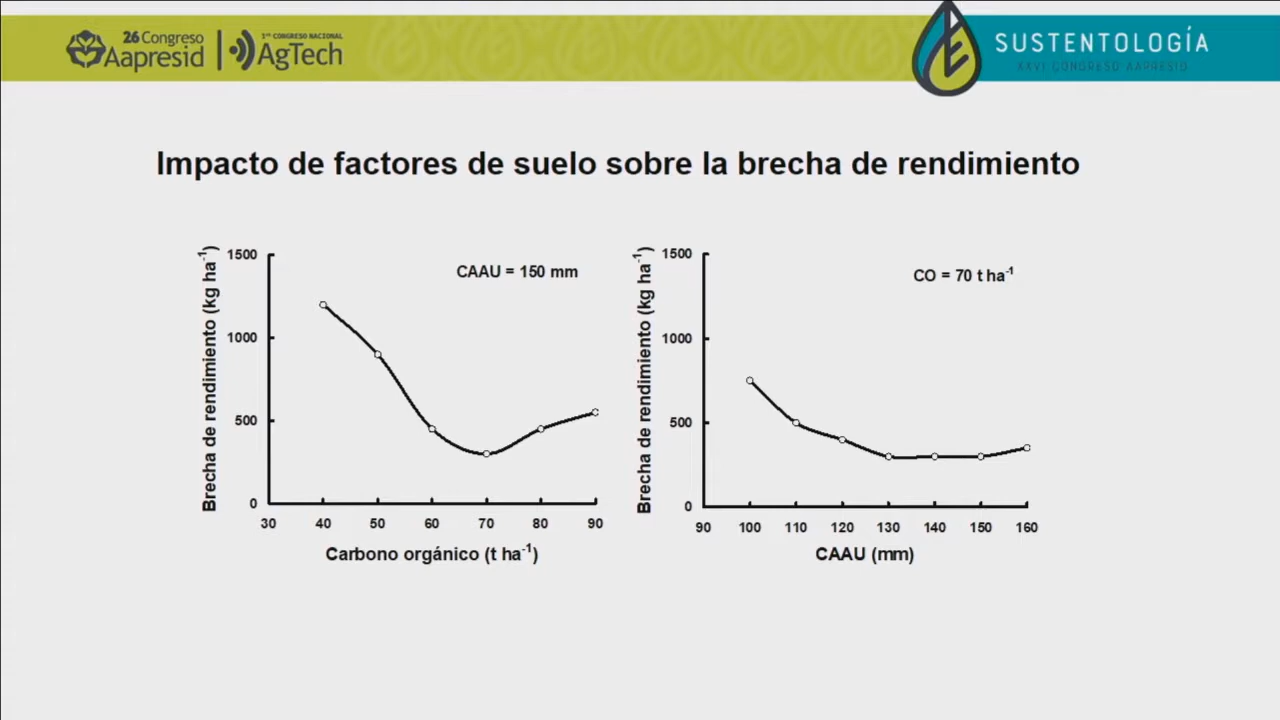 26 Congreso
Aapresid
1er CONGRESO NACIONAL
AgTech
SUSTENTOLOGÍA
XXVI CONGRESO AAPRESID
Impacto de factores de suelo sobre la brecha de rendimiento
Brecha de rendimiento (kg ha⁻¹)
1500
1000
500
0
CAAU = 150 mm
30 40 50 60 70 80 90
Carbono orgánico (t ha⁻¹)
Brecha de rendimiento (kg ha⁻¹)
1500
1000
500
0
CO = 70 t ha⁻¹
90 100 110 120 130 140 150 160
CAAU (mm)